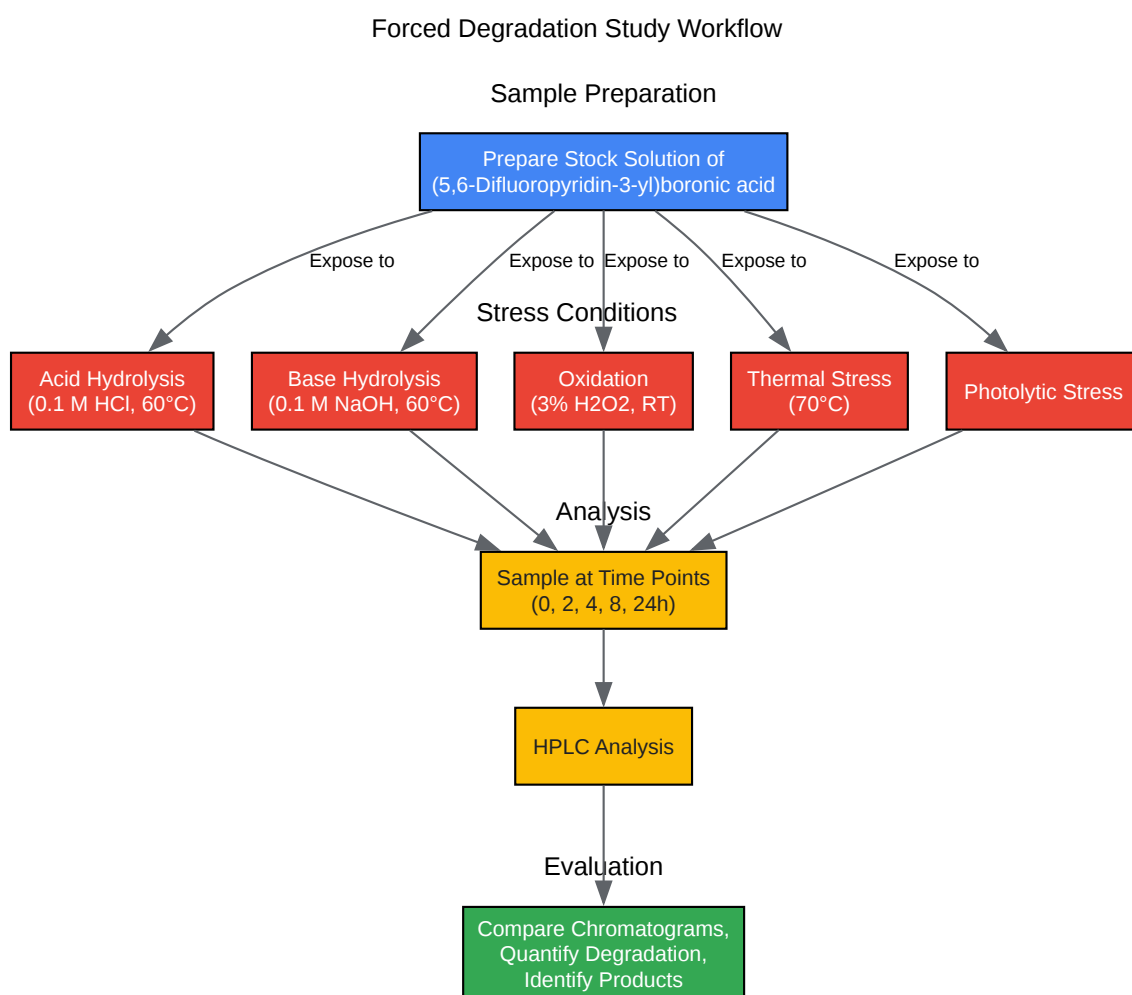 Forced Degradation Study Workflow
Sample Preparation
Prepare Stock Solution of
(5,6-Difluoropyridin-3-yl)boronic acid
Expose to
Expose to
Expose to
Expose to
Expose to
Stress Conditions
Acid Hydrolysis
(0.1 M HCl, 60°C)
Base Hydrolysis
(0.1 M NaOH, 60°C)
Oxidation
(3% H2O2, RT)
Thermal Stress
(70°C)
Photolytic Stress
Analysis
Sample at Time Points
(0, 2, 4, 8, 24h)
HPLC Analysis
Evaluation
Compare Chromatograms,
Quantify Degradation,
Identify Products